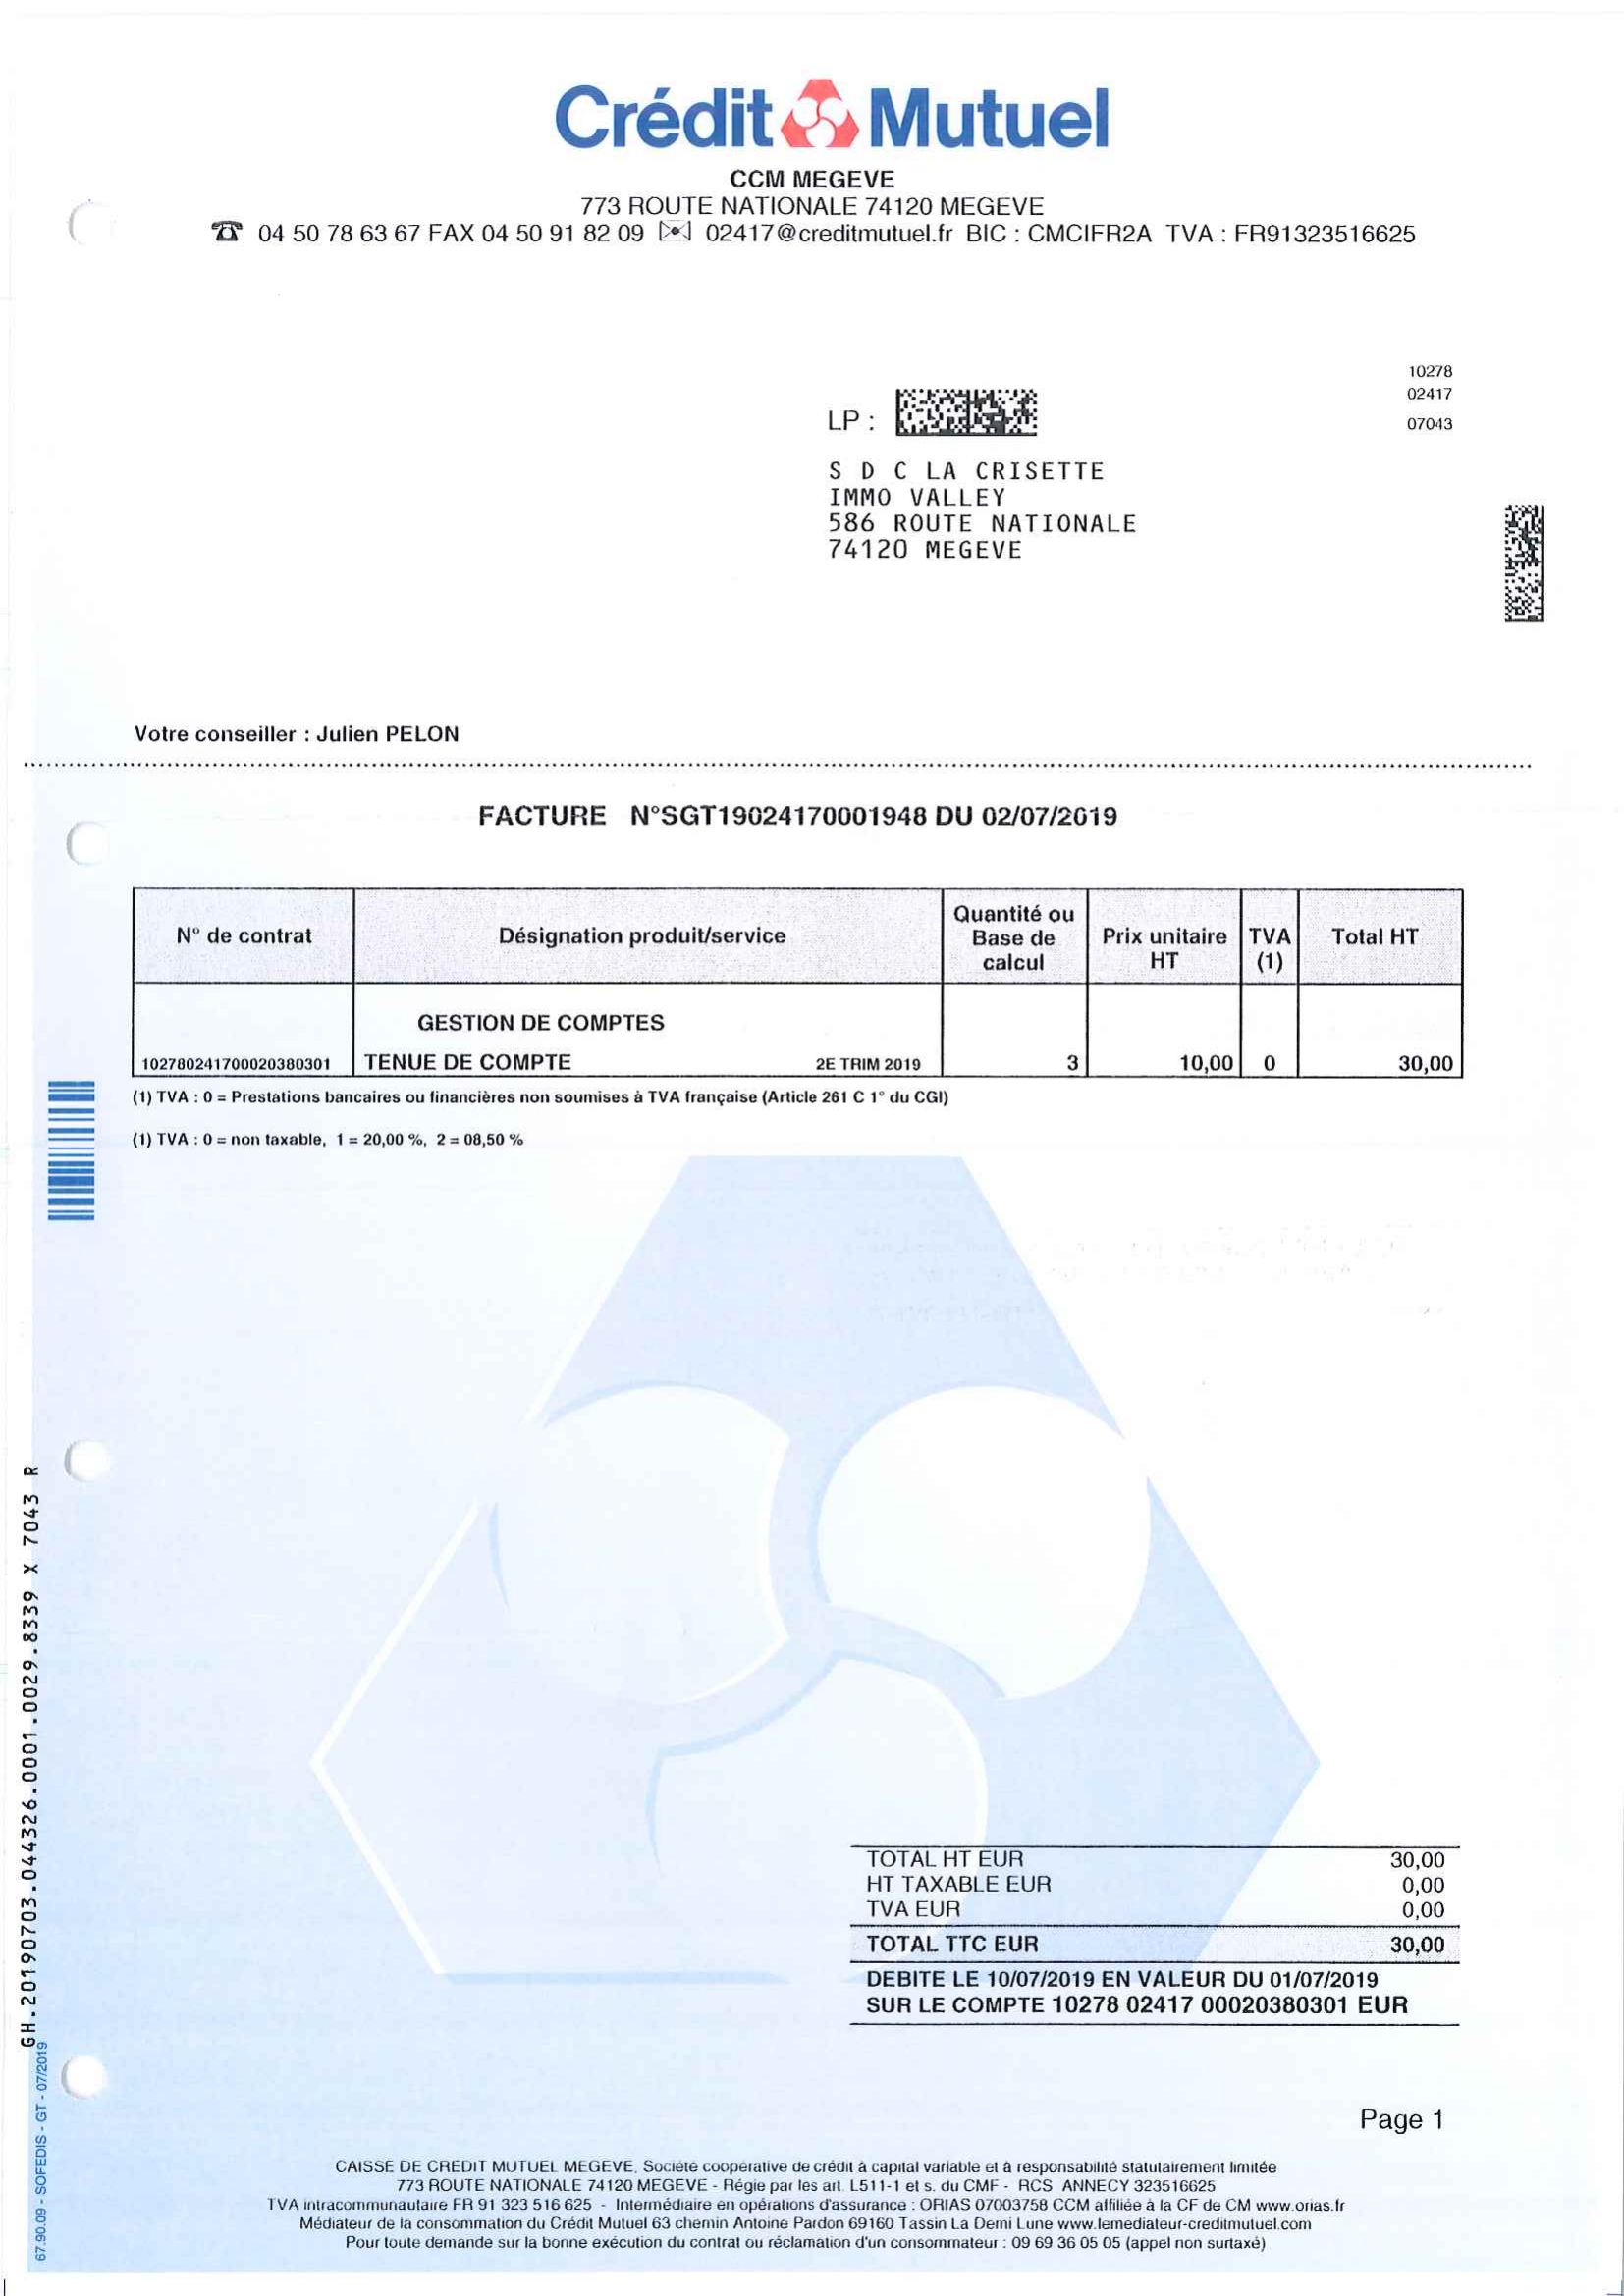 Crédit Mutuel
CCM MEGEVE
773 ROUTE NATIONALE 74120 MEGEVE
☎ 04 50 78 63 67 FAX 04 50 91 82 09 ✉ 02417@creditmutuel.fr BIC : CMCIFR2A TVA : FR91323516625
10278
02417
07043
LP :
S D C LA CRISETTE
IMMO VALLEY
586 ROUTE NATIONALE
74120 MEGEVE
Votre conseiller : Julien PELON
FACTURE N°SGT19024170001948 DU 02/07/2019
N° de contrat Désignation produit/service Quantité ou Base de calcul Prix unitaire HT TVA (1) Total HT
GESTION DE COMPTES
102780241700020380301 TENUE DE COMPTE 2E TRIM 2019 3 10,00 0 30,00
(1) TVA : 0 = Prestations bancaires ou financières non soumises à TVA française (Article 261 C 1° du CGI)
(1) TVA : 0 = non taxable, 1 = 20,00 %, 2 = 08,50 %
TOTAL HT EUR 30,00
HT TAXABLE EUR 0,00
TVA EUR 0,00
TOTAL TTC EUR 30,00
DEBITE LE 10/07/2019 EN VALEUR DU 01/07/2019
SUR LE COMPTE 10278 02417 00020380301 EUR
GH.20190703.044326.0001.0029.8339 X 7043 R
67.90.09 - SOFEDIS - GT - 07/2019
Page 1
CAISSE DE CREDIT MUTUEL MEGEVE, Société coopérative de crédit à capital variable et à responsabilité statutairement limitée
773 ROUTE NATIONALE 74120 MEGEVE - Régie par les art. L511-1 et s. du CMF - RCS ANNECY 323516625
TVA intracommunautaire FR 91 323 516 625 - Intermédiaire en opérations d'assurance : ORIAS 07003758 CCM affiliée à la CF de CM www.orias.fr
Médiateur de la consommation du Crédit Mutuel 63 chemin Antoine Pardon 69160 Tassin La Demi Lune www.lemediateur-creditmutuel.com
Pour toute demande sur la bonne exécution du contrat ou réclamation d'un consommateur : 09 69 36 05 05 (appel non surtaxé)